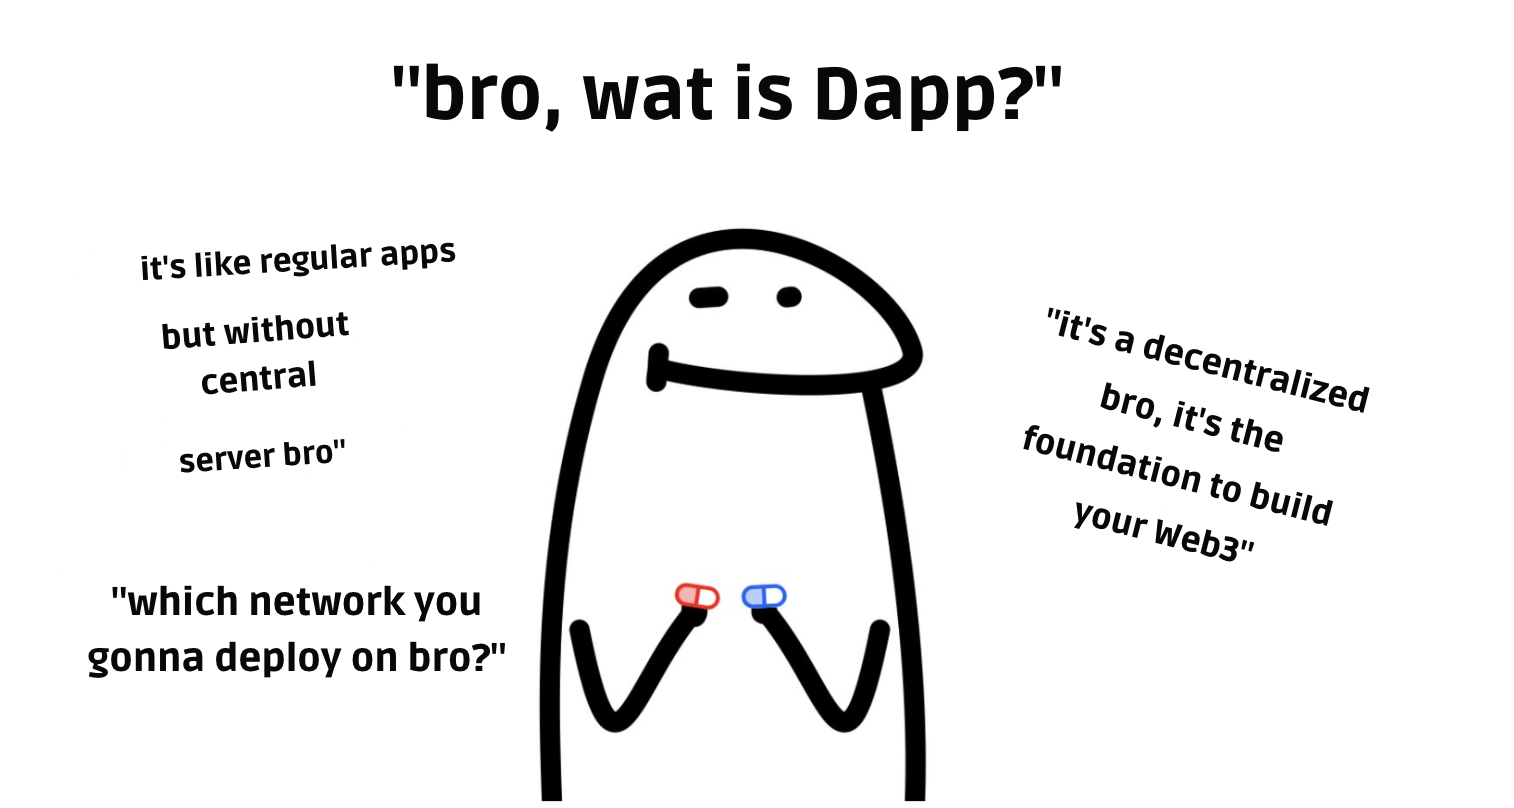 "bro, wat is Dapp?"
it's like regular apps
but without
central
server bro"
"it's a decentralized
bro, it's the
foundation to build
your Web3"
"which network you
gonna deploy on bro?"